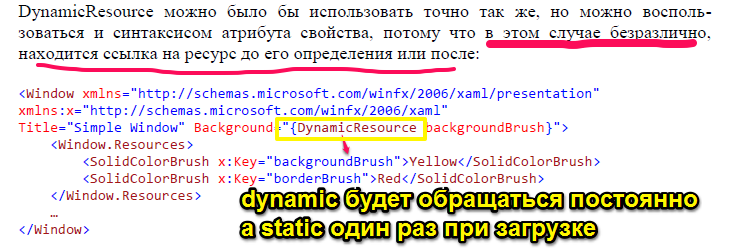 DynamicResource можно было бы использовать точно так же, но можно восполь-
зоваться и синтаксисом атрибута свойства, потому что в этом случае безразлично,
находится ссылка на ресурс до его определения или после:
<Window xmlns="http://schemas.microsoft.com/winfx/2006/xaml/presentation"
xmlns:x="http://schemas.microsoft.com/winfx/2006/xaml"
Title="Simple Window" Background="{DynamicResource backgroundBrush}">
<Window.Resources>
<SolidColorBrush x:Key="backgroundBrush">Yellow</SolidColorBrush>
<SolidColorBrush x:Key="borderBrush">Red</SolidColorBrush>
</Window.Resources>
…
</Window>
dynamic будет обращаться постоянно
а static один раз при загрузке